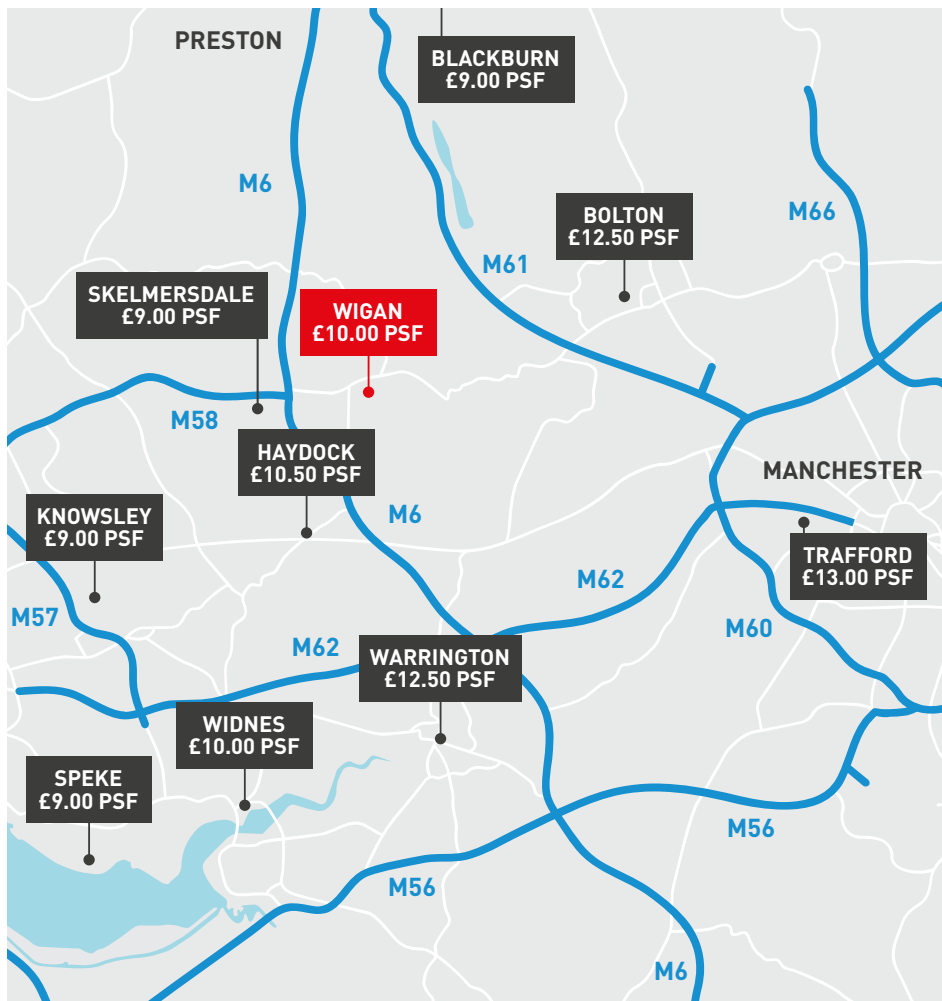 PRESTON
BLACKBURN
£9.00 PSF
M6
BOLTON
£12.50 PSF
M66
M61
SKELMERSDALE
£9.00 PSF
WIGAN
£10.00 PSF
M58
HAYDOCK
£10.50 PSF
MANCHESTER
M6
KNOWSLEY
£9.00 PSF
TRAFFORD
£13.00 PSF
M62
M57
M60
M62
WARRINGTON
£12.50 PSF
WIDNES
£10.00 PSF
SPEKE
£9.00 PSF
M56
M56
M6